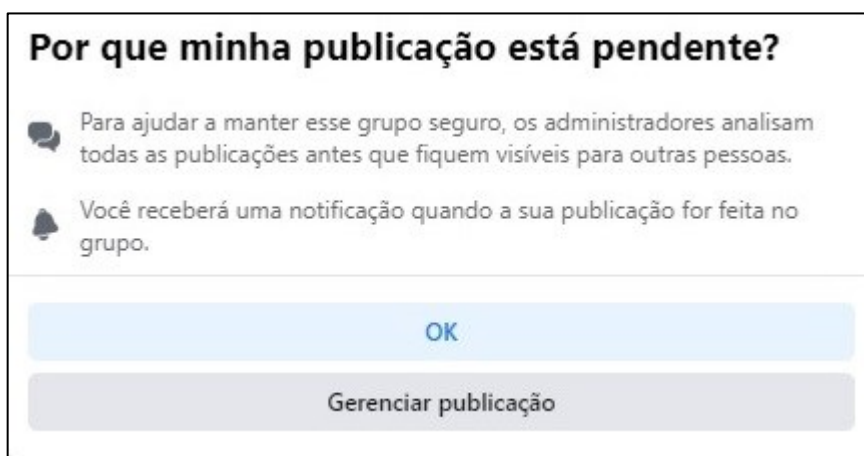 Por que minha publicação está pendente?
Para ajudar a manter esse grupo seguro, os administradores analisam
todas as publicações antes que fiquem visíveis para outras pessoas.
Você receberá uma notificação quando a sua publicação for feita no
grupo.
OK
Gerenciar publicação